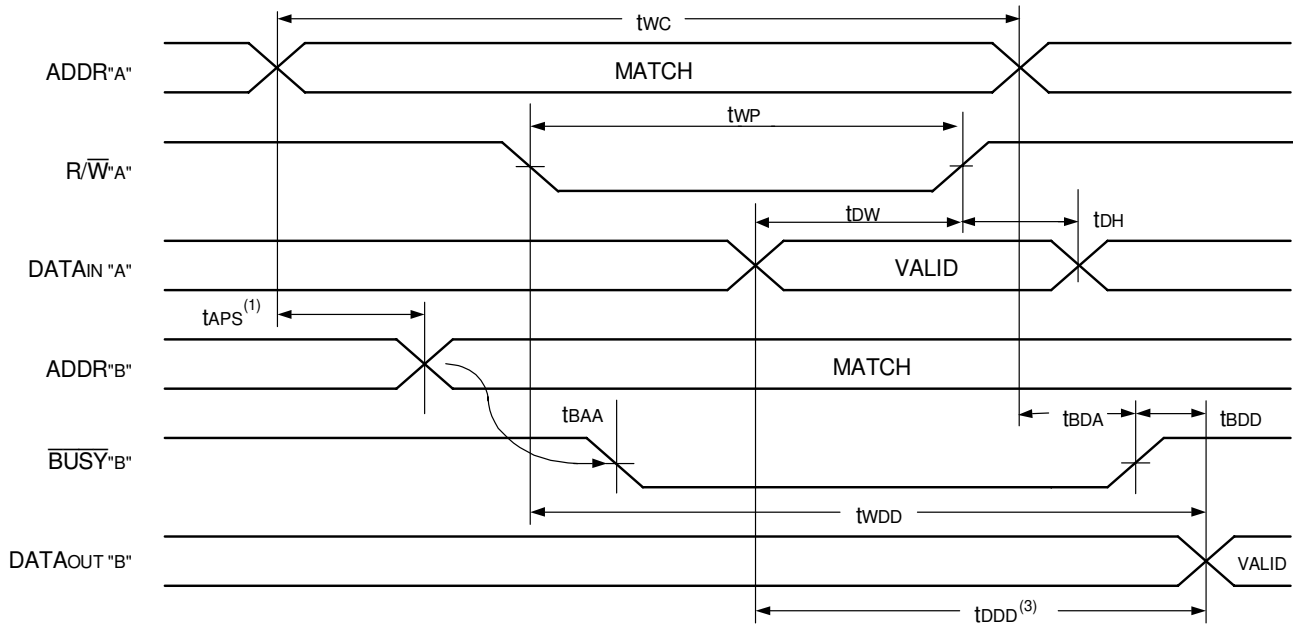 tWC
ADDR"A"
MATCH
tWP
R/W̅"A"
tDW
tDH
DATAIN "A"
VALID
tAPS(1)
ADDR"B"
MATCH
tBAA
tBDA
tBDD
B̅U̅S̅Y̅"B"
tWDD
DATAOUT "B"
VALID
tDDD(3)